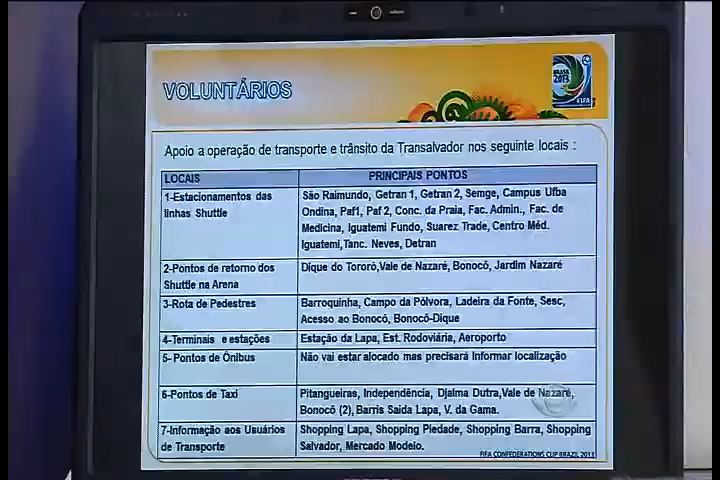 VOLUNTÁRIOS
BRASIL
2013
FIFA
Apoio a operação de transporte e trânsito da Transalvador nos seguinte locais :
LOCAIS
PRINCIPAIS PONTOS
1-Estacionamentos das
linhas Shuttle
São Raimundo, Getran 1, Getran 2, Semge, Campus Ufba
Ondina, Paf1, Paf 2, Conc. da Praia, Fac. Admin., Fac. de
Medicina, Iguatemi Fundo, Suarez Trade, Centro Méd.
Iguatemi,Tanc. Neves, Detran
2-Pontos de retorno dos
Shuttle na Arena
Dique do Tororó,Vale de Nazaré, Bonocô, Jardim Nazaré
3-Rota de Pedestres
Barroquinha, Campo da Pólvora, Ladeira da Fonte, Sesc,
Acesso ao Bonocô, Bonocô-Dique
4-Terminais e estações
Estação da Lapa, Est. Rodoviária, Aeroporto
5- Pontos de Ônibus
Não vai estar alocado mas precisará informar localização
6-Pontos de Taxi
Pitangueiras, Independência, Djalma Dutra,Vale de Nazaré,
Bonocô (2), Barris Saida Lapa, V. da Gama.
7-Informação aos Usuários
de Transporte
Shopping Lapa, Shopping Piedade, Shopping Barra, Shopping
Salvador, Mercado Modelo.
FIFA CONFEDERATIONS CUP BRAZIL 2013